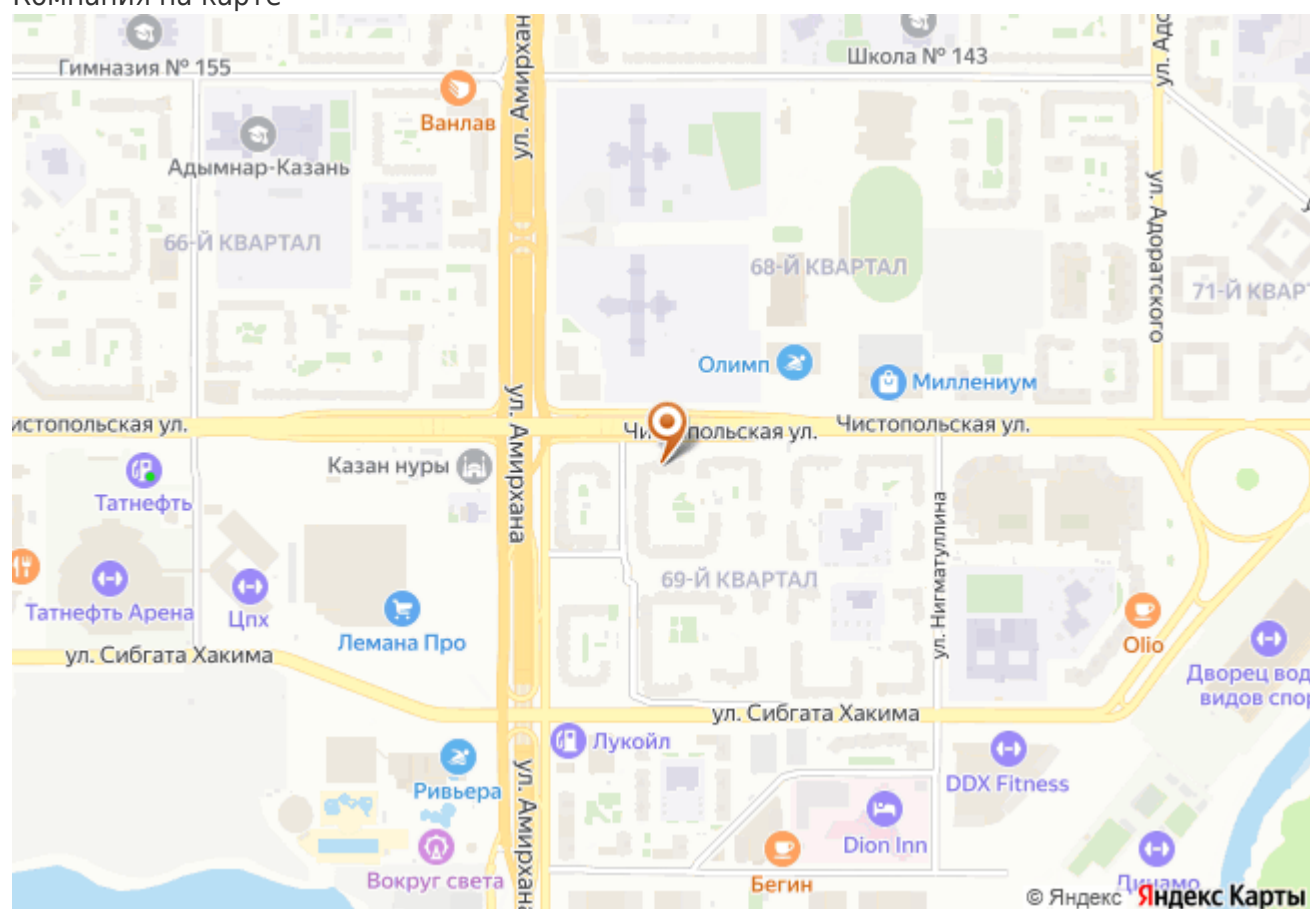 Компания на карте
Гимназия № 155
Ванлав
Школа № 143
Адымнар-Казань
ул. Амирхана
ул. Адоратского
66-Й КВАРТАЛ
68-Й КВАРТАЛ
71-Й КВАРТ
Олимп
Миллениум
ул. Амирхана
истопольская ул.
Чистопольская ул.
Казан нуры
Татнефть
ул. Нигматуллина
69-Й КВАРТАЛ
Татнефть Арена
Цпх
Лемана Про
Olio
ул. Сибгата Хакима
Дворец вод
видов спор
ул. Сибгата Хакима
Лукойл
DDX Fitness
Ривьера
ул. Амирхана
Dion Inn
Вокруг света
Бегин
Динамо
© Яндекс Яндекс Карты